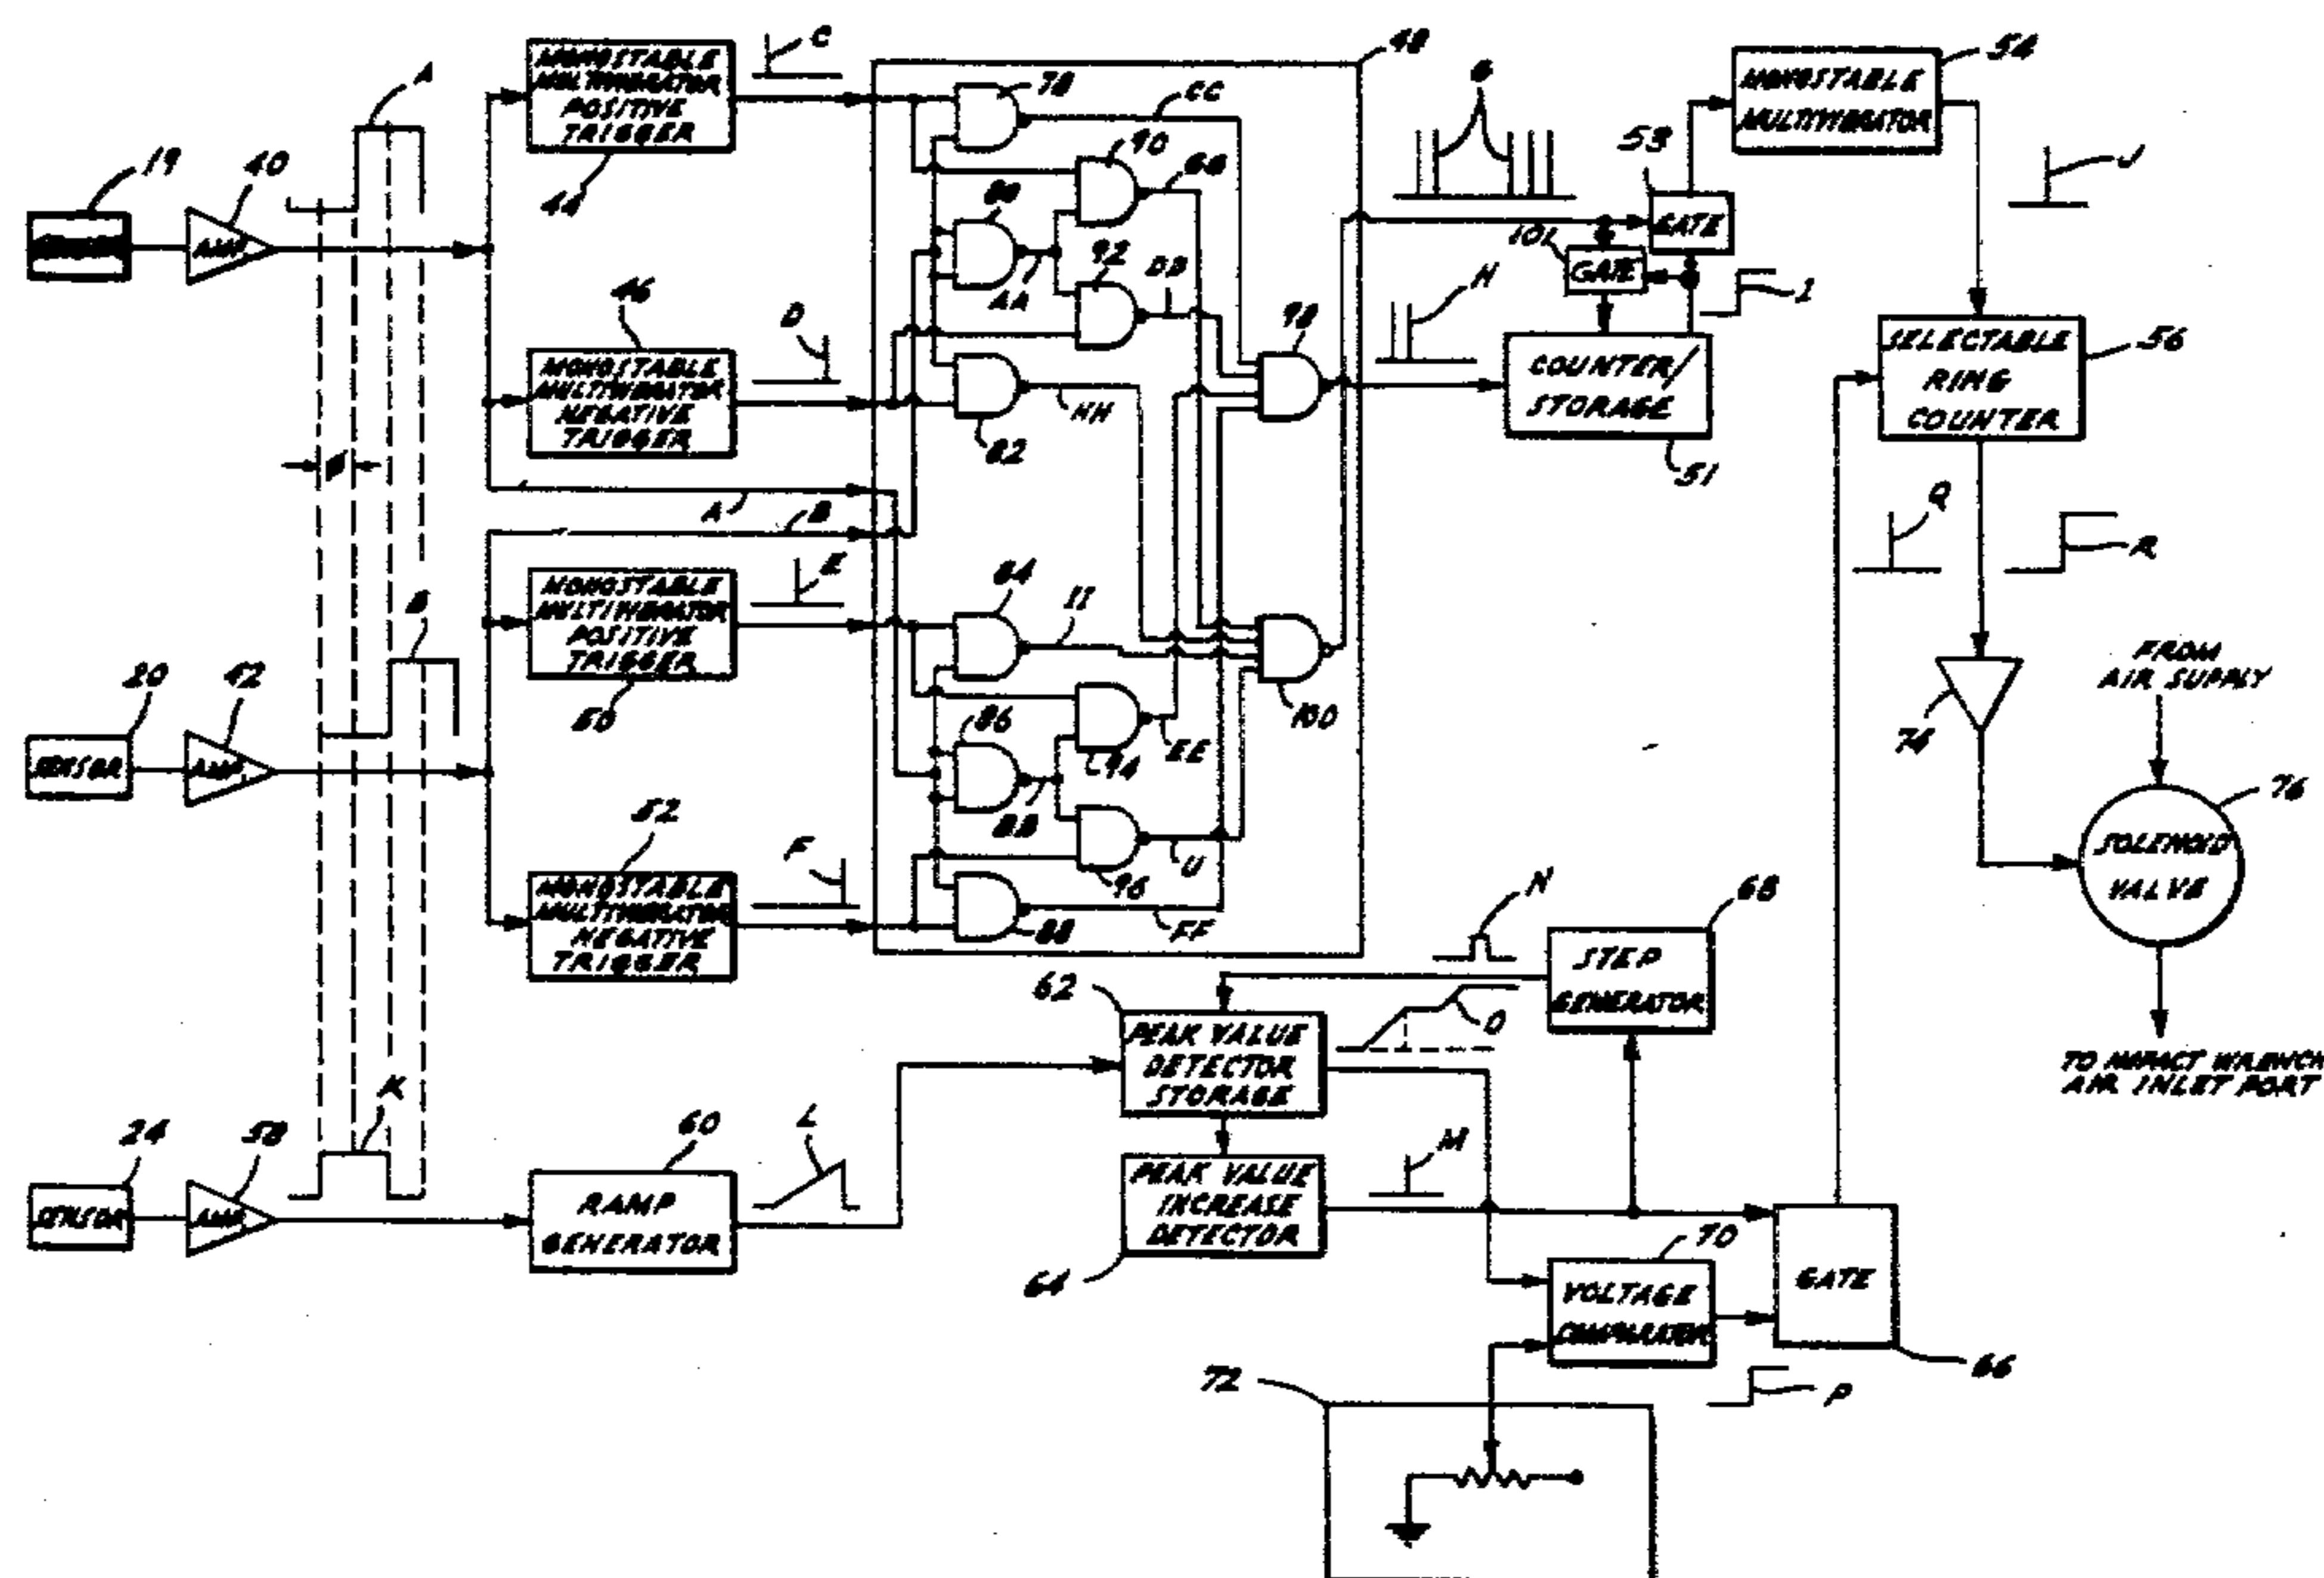 A
19
40
AMP
MONOSTABLE
MULTIVIBRATOR
POSITIVE
TRIGGER
44
C
78
CC
48
90
GG
80
AA
92
DD
46
D
MONOSTABLE
MULTIVIBRATOR
NEGATIVE
TRIGGER
HH
82
98
G
H
54
MONOSTABLE
MULTIVIBRATOR
53
GATE
101
GATE
I
J
COUNTER/
STORAGE
51
SELECTABLE
RING
COUNTER
56
Q
R
A
B
B
E
MONOSTABLE
MULTIVIBRATOR
POSITIVE
TRIGGER
50
84
II
100
86
94
EE
BB
96
88
FF
20
SENSOR
42
AMP
52
MONOSTABLE
MULTIVIBRATOR
NEGATIVE
TRIGGER
F
74
FROM
AIR SUPPLY
76
SOLENOID
VALVE
TO IMPACT WRENCH
AIR INLET PORT
N
68
STEP
GENERATOR
62
PEAK VALUE
DETECTOR
STORAGE
O
K
24
SENSOR
58
AMP
60
RAMP
GENERATOR
L
PEAK VALUE
INCREASE
DETECTOR
64
M
70
VOLTAGE
COMPARATOR
GATE
66
P
72